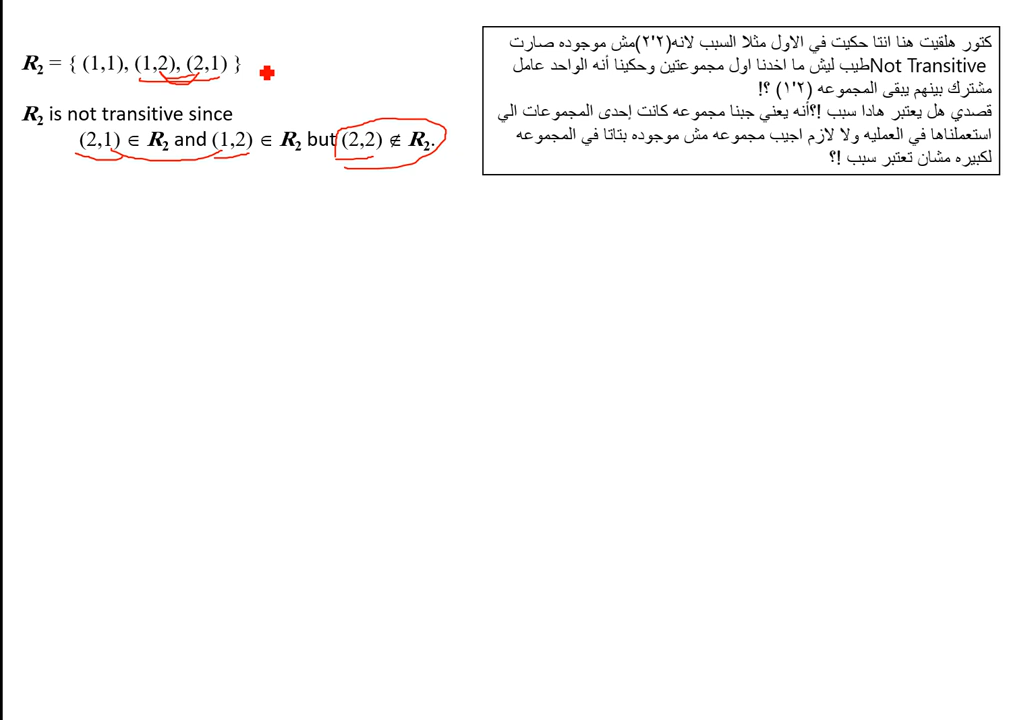 R₂ = { (1,1), (1,2), (2,1) }
R₂ is not transitive since
(2,1) ∈ R₂ and (1,2) ∈ R₂ but (2,2) ∉ R₂.
كتور هلقيت هنا انتا حكيت في الاول مثلا السبب لانه(٢'٢)مش موجوده صارت
Not Transitiveطيب ليش ما اخدنا اول مجموعتين وحكينا أنه الواحد عامل
مشترك بينهم يبقى المجموعه (١'٢) ؟!
قصدي هل يعتبر هادا سبب !؟أنه يعني جبنا مجموعه كانت إحدى المجموعات الي
استعملناها في العمليه ولا لازم اجيب مجموعه مش موجوده بتاتا في المجموعه
لكبيره مشان تعتبر سبب !؟